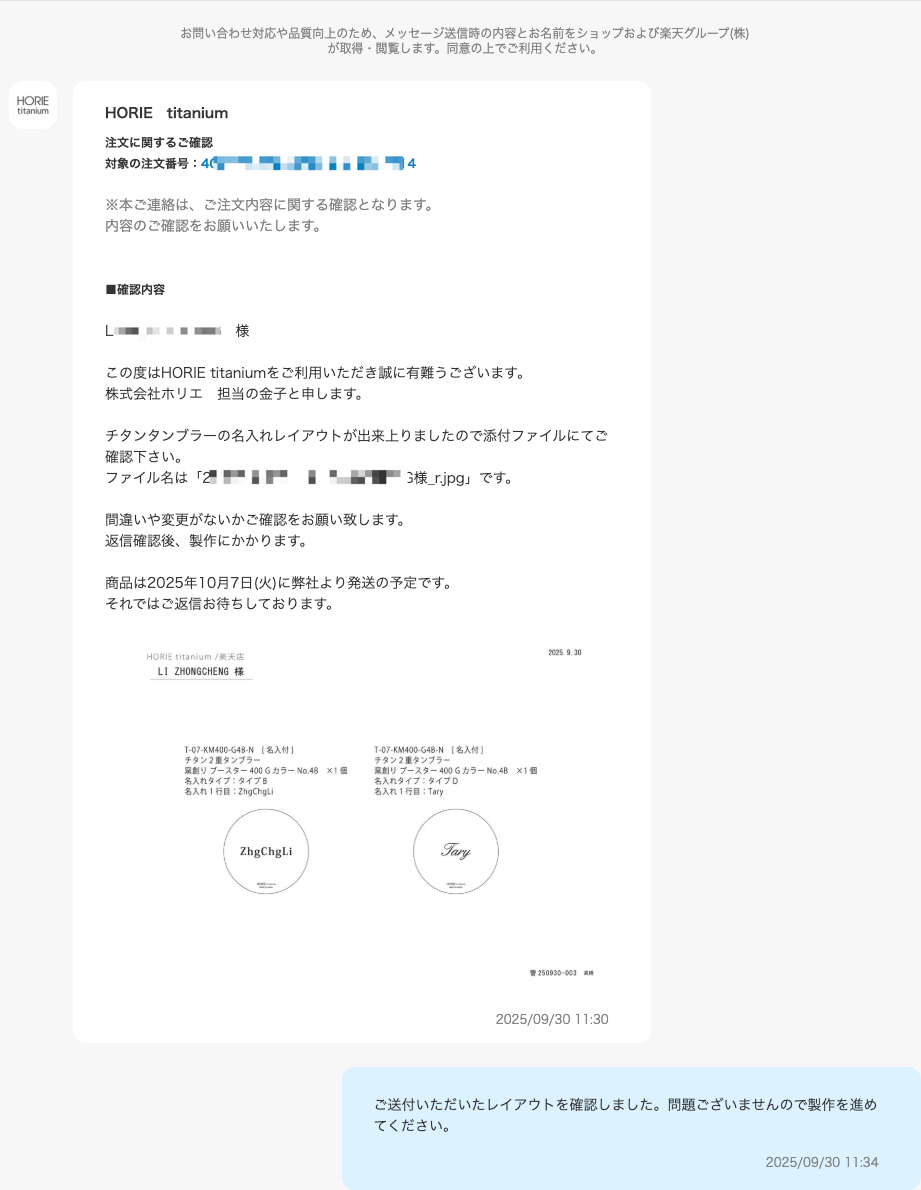 お問い合わせ対応や品質向上のため、メッセージ送信時の内容とお名前をショップおよび楽天グループ(株)
が取得・閲覧します。同意の上でご利用ください。
HORIE
titanium
HORIE　titanium
注文に関するご確認
対象の注文番号：40 4
※本ご連絡は、ご注文内容に関する確認となります。
内容のご確認をお願いいたします。
■確認内容
L 様
この度はHORIE titaniumをご利用いただき誠に有難うございます。
株式会社ホリエ　担当の金子と申します。
チタンタンブラーの名入れレイアウトが出来上りましたので添付ファイルにてご
確認下さい。
ファイル名は「2 G様_r.jpg」です。
間違いや変更がないかご確認をお願い致します。
返信確認後、製作にかかります。
商品は2025年10月7日(火)に弊社より発送の予定です。
それではご返信お待ちしております。
HORIE titanium /楽天店
2025. 9. 30
LI ZHONGCHENG 様
T-07-KM400-G4B-N　[ 名入付 ]
チタン２重タンブラー
窯創り ブースター 400 G カラー No.4B　×１個
名入れタイプ：タイプ B
名入れ 1 行目：ZhgChgLi
ZhgChgLi
T-07-KM400-G4B-N　[ 名入付 ]
チタン２重タンブラー
窯創り ブースター 400 G カラー No.4B　×１個
名入れタイプ：タイプ D
名入れ 1 行目：Tary
Tary
管 250930-003
2025/09/30 11:30
ご送付いただいたレイアウトを確認しました。問題ございませんので製作を進め
てください。
2025/09/30 11:34